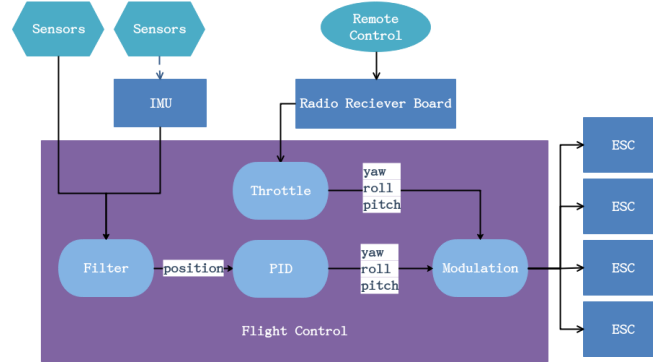 Sensors
Sensors
Remote
Control
IMU
Radio Reciever Board
ESC
Throttle
yaw
roll
pitch
ESC
Filter
position
PID
yaw
roll
pitch
Modulation
ESC
Flight Control
ESC